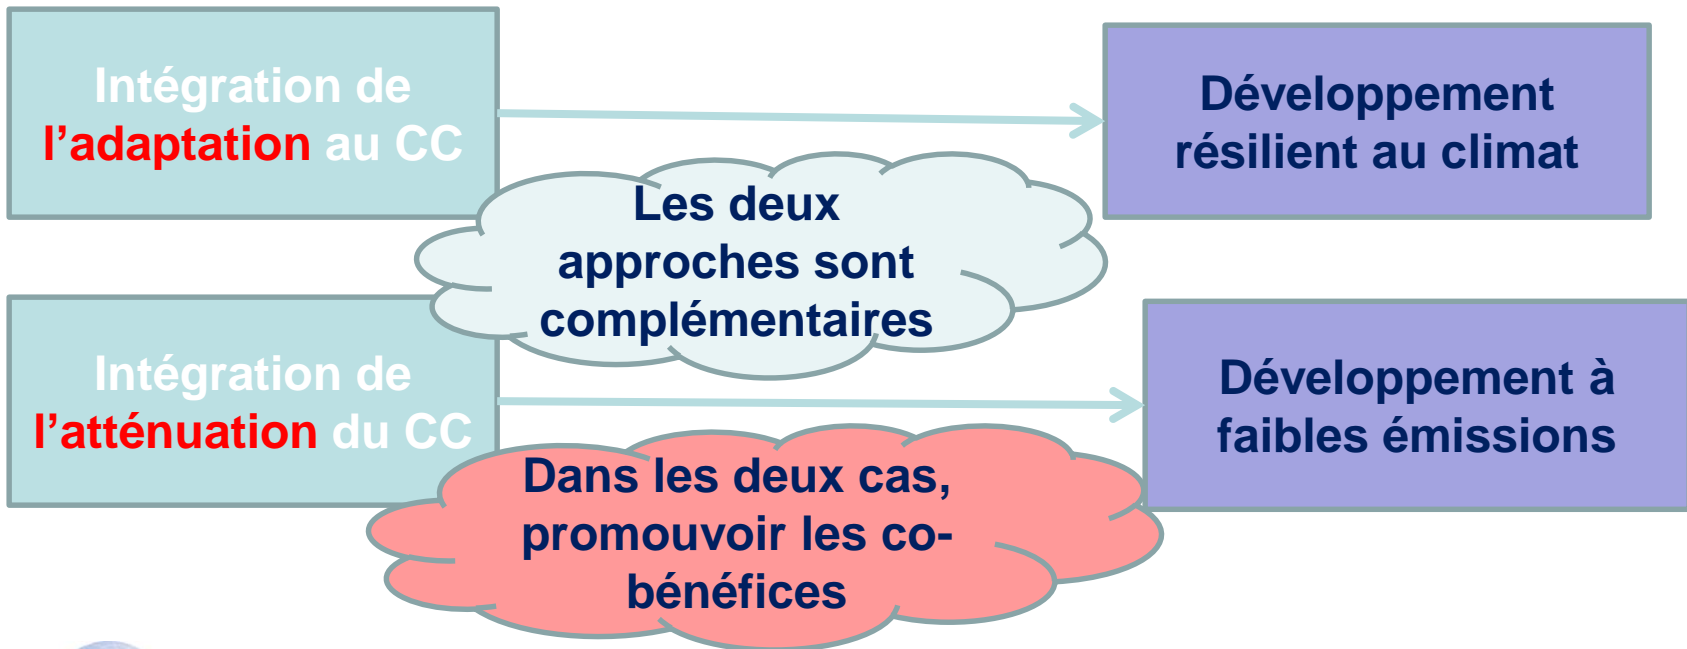 Intégration de
l’adaptation au CC
Développement
résilient au climat
Les deux
approches sont
complémentaires
Intégration de
l’atténuation du CC
Développement à
faibles émissions
Dans les deux cas,
promouvoir les co-
bénéfices